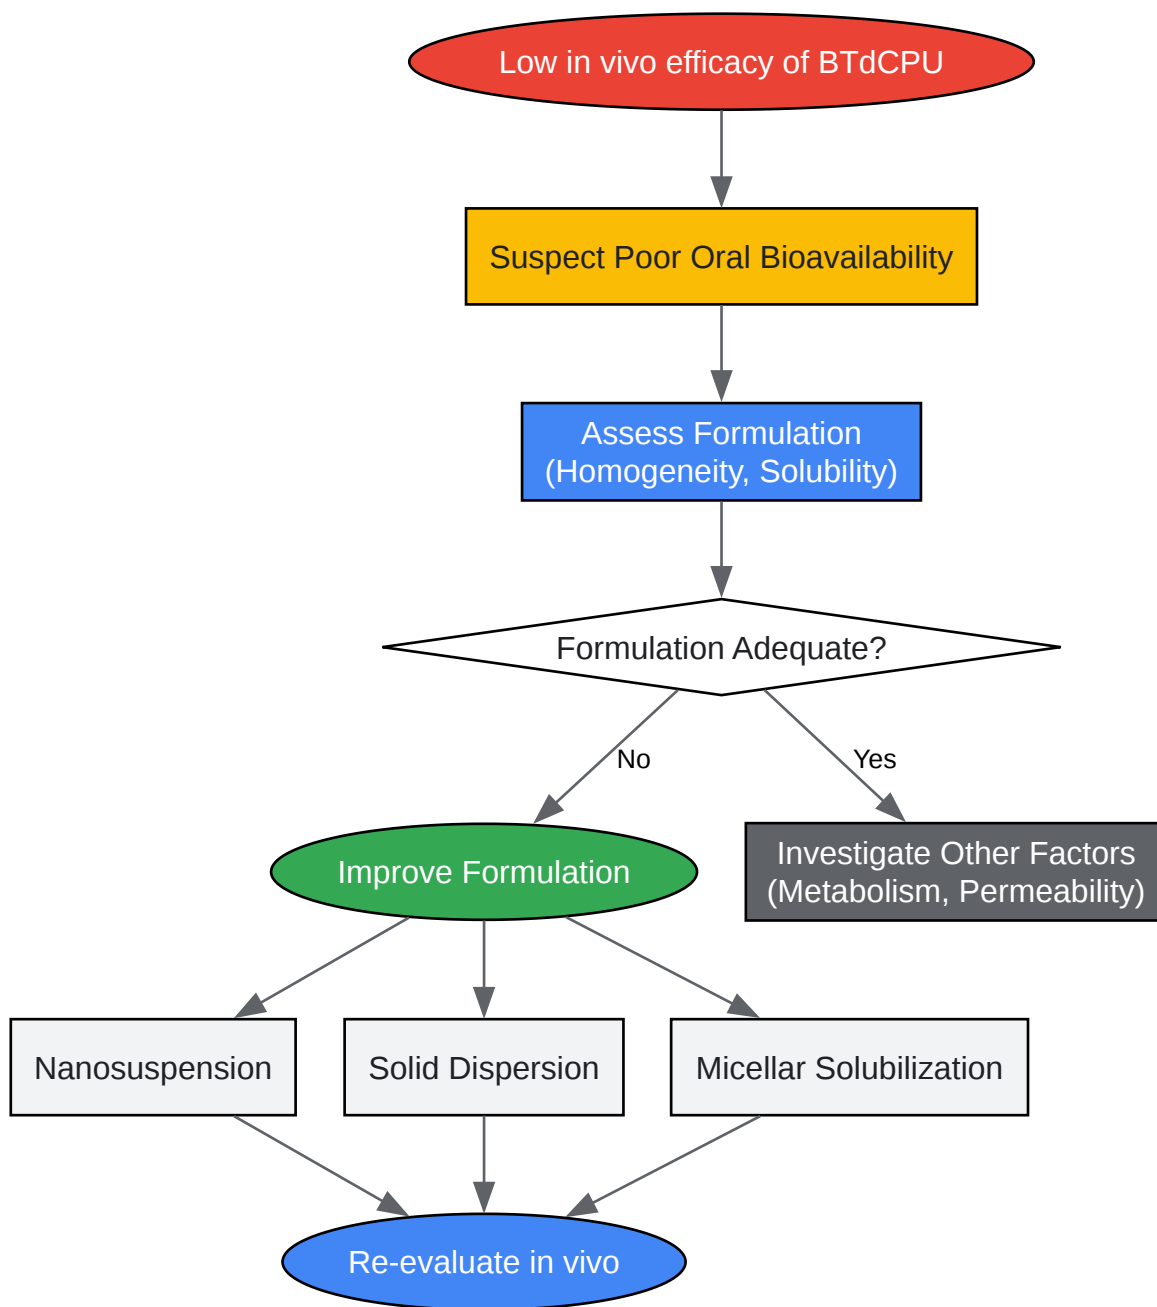 Low in vivo efficacy of BTdCPU
Suspect Poor Oral Bioavailability
Assess Formulation
(Homogeneity, Solubility)
Formulation Adequate?
No
Yes
Improve Formulation
Investigate Other Factors
(Metabolism, Permeability)
Nanosuspension
Solid Dispersion
Micellar Solubilization
Re-evaluate in vivo